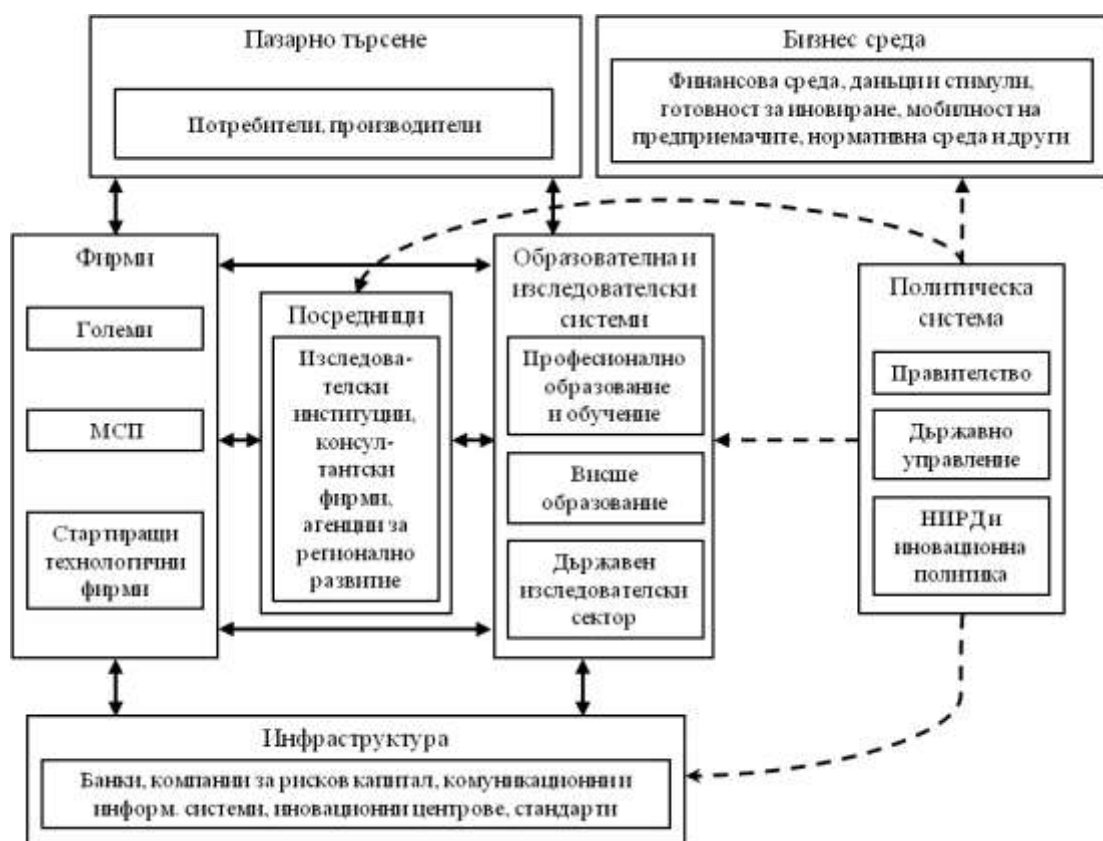 Пазарно търсене
Потребители, производители
Бизнес среда
Финансова среда, данъци и стимули,
готовност за иновиране, мобилност на
предприемачите, нормативна среда и други
Фирми
Големи
МСП
Стартиращи
технологични
фирми
Посредници
Изследова-
телски
институции,
консул-
тантски
фирми,
агенции за
регионално
развитие
Образователна и
изследователски
системи
Професионално
образование
и обучение
Висше
образование
Държавен
изследователски
сектор
Политическа
система
Правителство
Държавно
управление
НИРД и
иновационна
политика
Инфраструктура
Банки, компании за рисков капитал, комуникационни и
информ. системи, иновационни центрове, стандарти